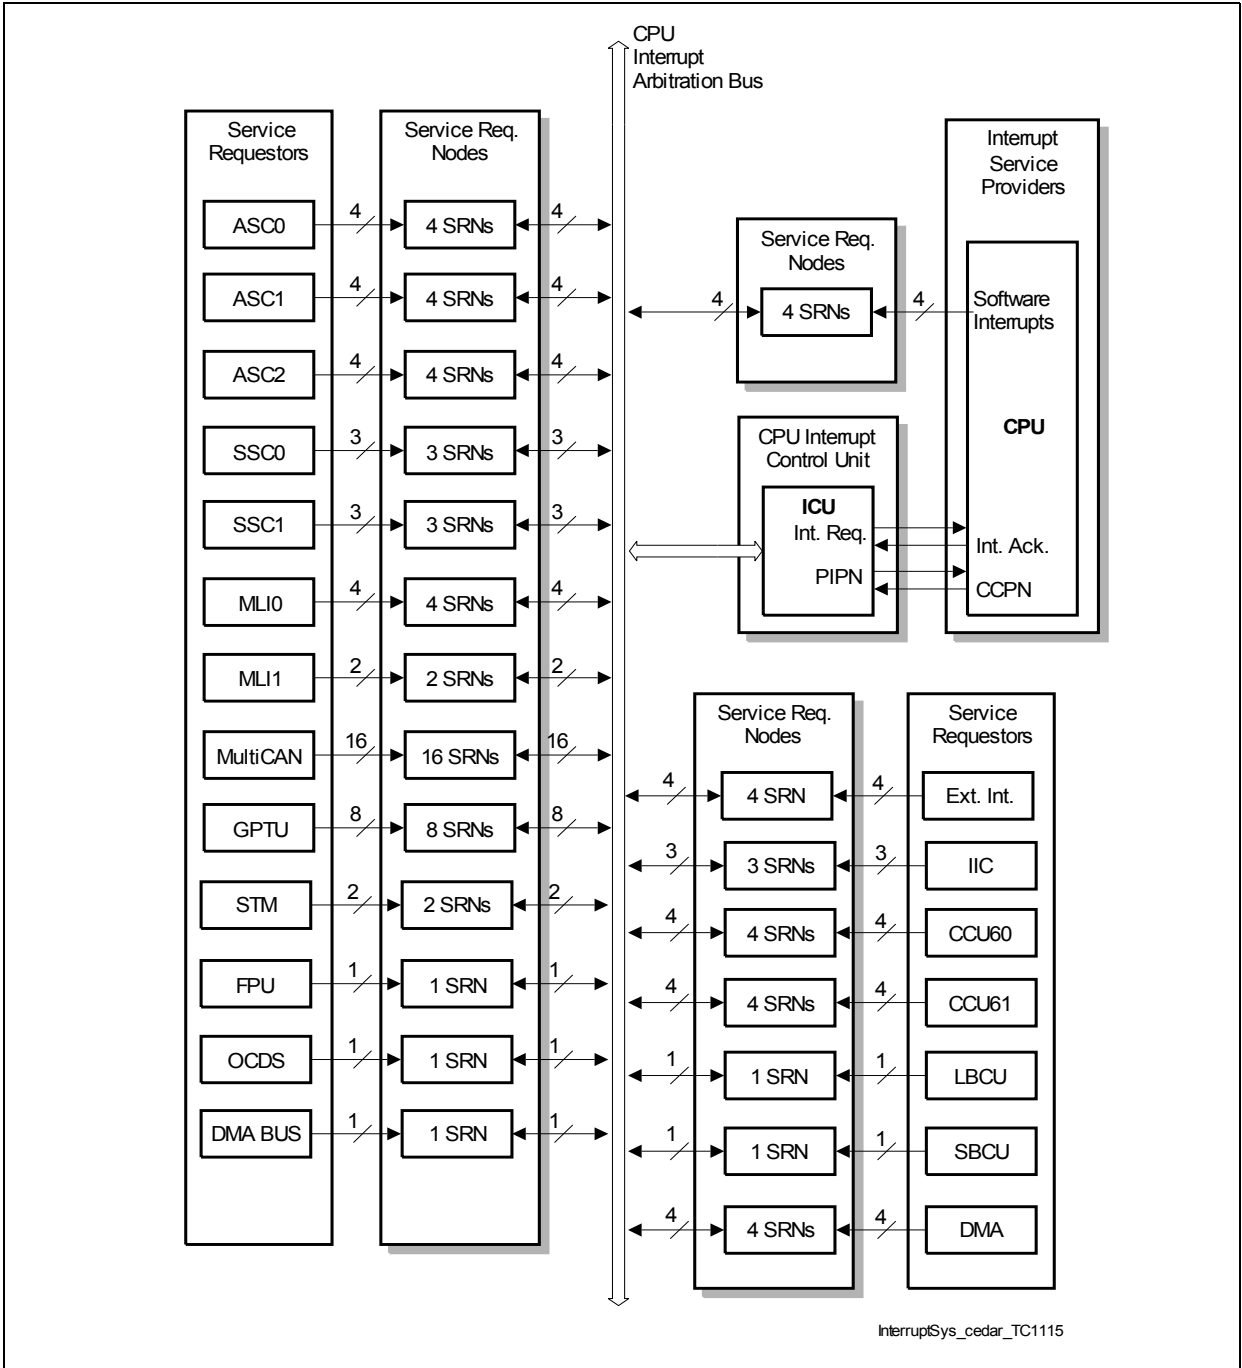 CPU
Interrupt
Arbitration Bus
Service
Requestors
Service Req.
Nodes
ASC0
4
4 SRNs
4
ASC1
4
4 SRNs
4
ASC2
4
4 SRNs
4
SSC0
3
3 SRNs
3
SSC1
3
3 SRNs
3
MLI0
4
4 SRNs
4
MLI1
2
2 SRNs
2
MultiCAN
16
16 SRNs
16
GPTU
8
8 SRNs
8
STM
2
2 SRNs
2
FPU
1
1 SRN
1
OCDS
1
1 SRN
1
DMA BUS
1
1 SRN
1
Interrupt
Service
Providers
Service Req.
Nodes
4
4 SRNs
4
Software
Interrupts
CPU
CPU Interrupt
Control Unit
ICU
Int. Req.
Int. Ack.
PIPN
CCPN
Service Req.
Nodes
Service
Requestors
4
4 SRN
4
Ext. Int.
3
3 SRNs
3
IIC
4
4 SRNs
4
CCU60
4
4 SRNs
4
CCU61
1
1 SRN
1
LBCU
1
1 SRN
1
SBCU
4
4 SRNs
4
DMA
InterruptSys_cedar_TC1115